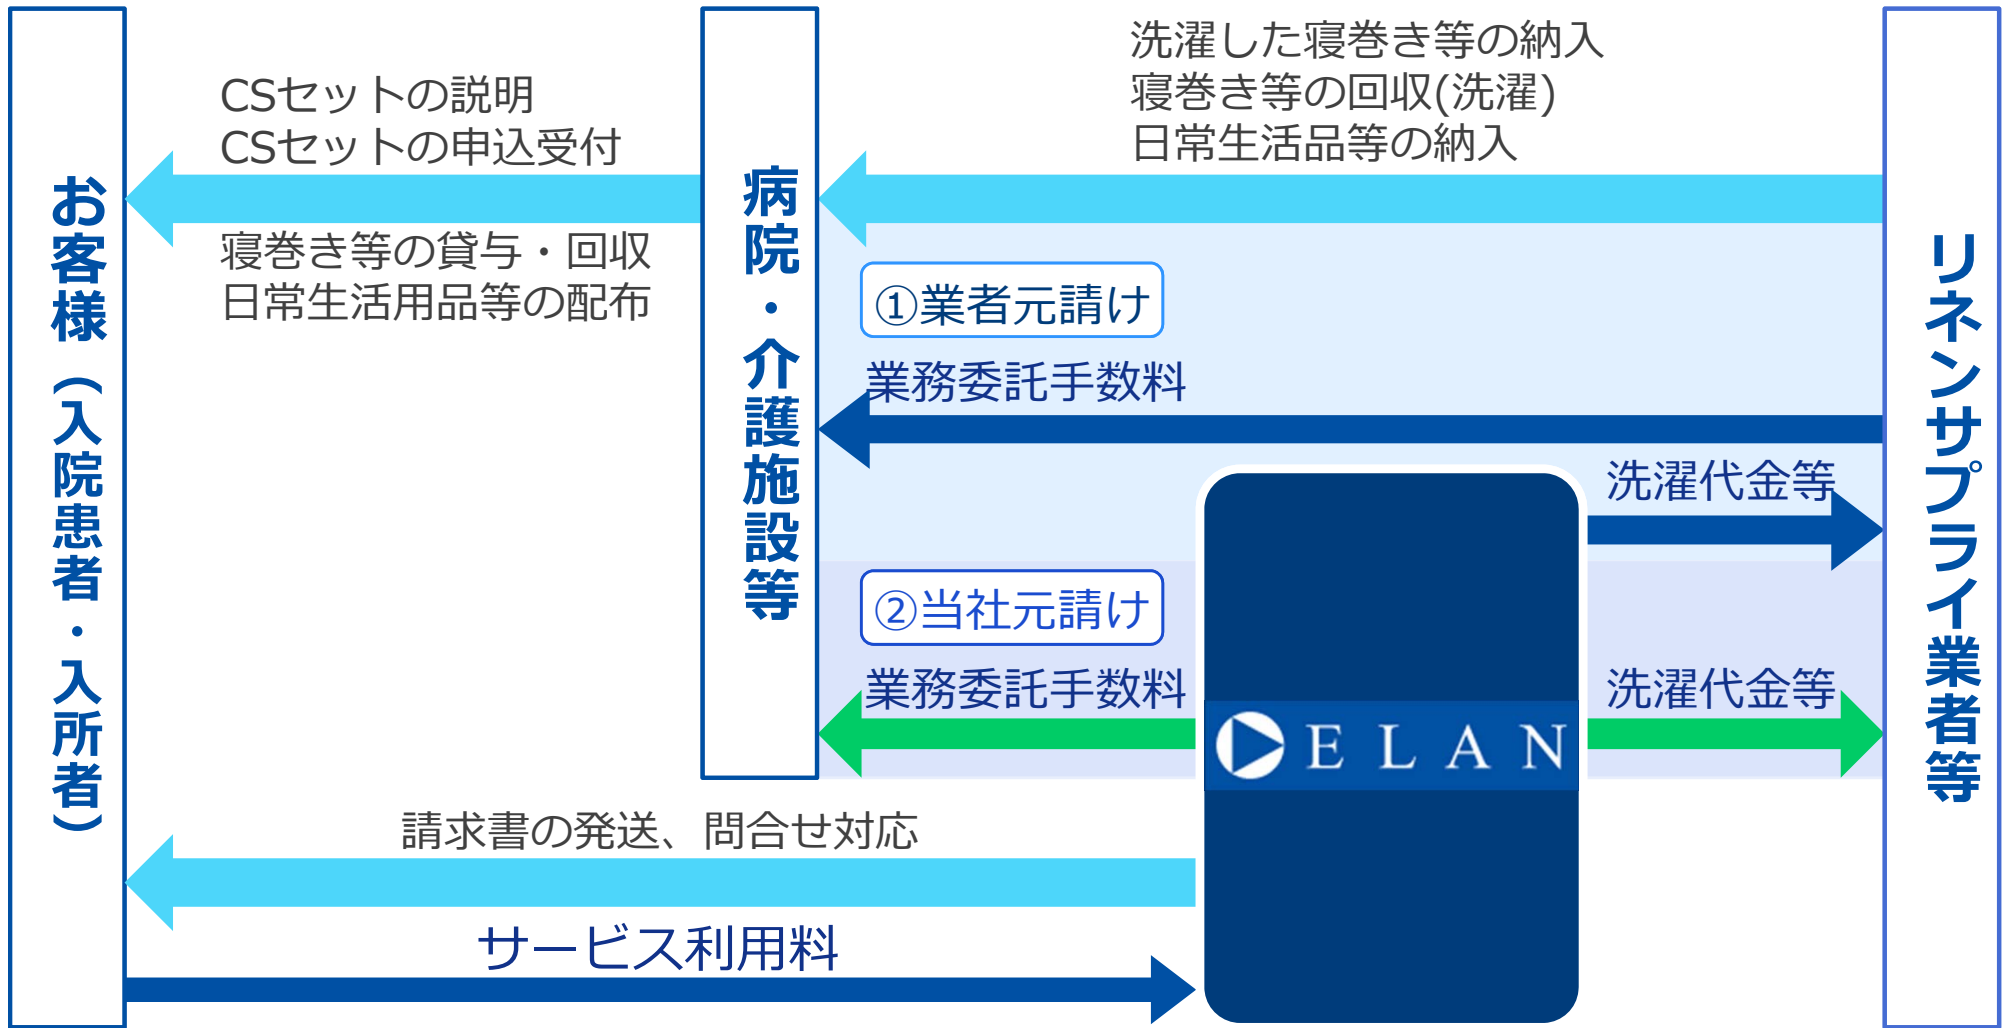 お客様（入院患者・入所者）
CSセットの説明
CSセットの申込受付
寝巻き等の貸与・回収
日常生活用品等の配布
病院・介護施設等
洗濯した寝巻き等の納入
寝巻き等の回収(洗濯)
日常生活品等の納入
①業者元請け
業務委託手数料
洗濯代金等
②当社元請け
業務委託手数料
洗濯代金等
ELAN
リネンサプライ業者等
請求書の発送、問合せ対応
サービス利用料